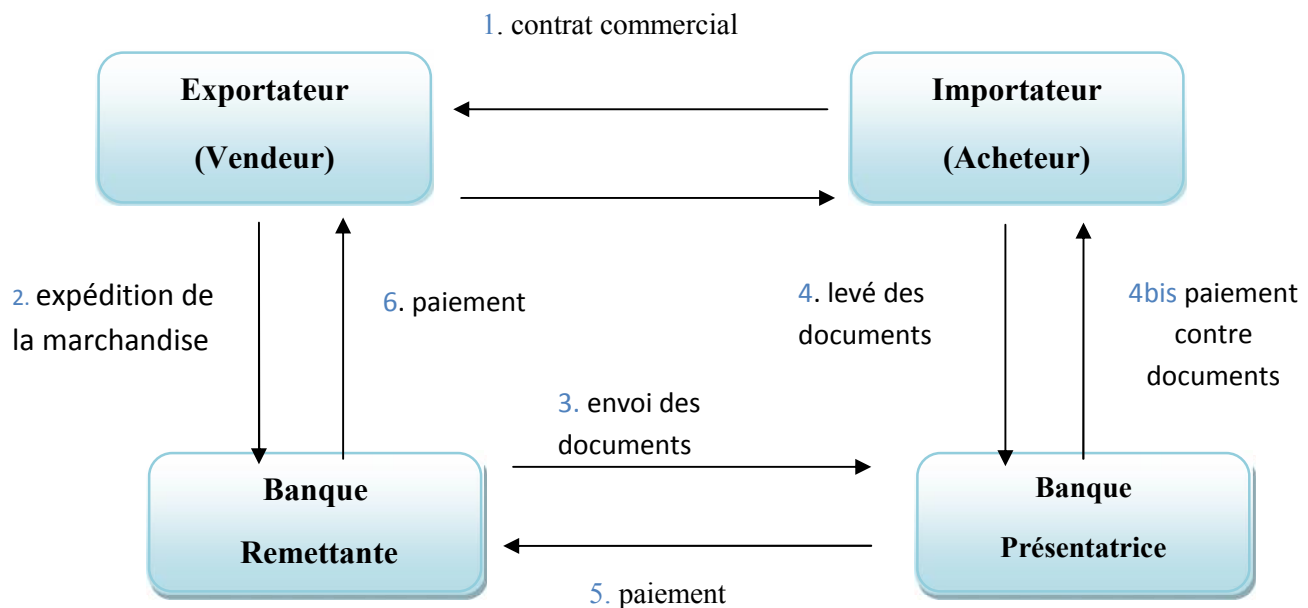 1. contrat commercial
Exportateur
(Vendeur)
Importateur
(Acheteur)
2. expédition de
la marchandise
6. paiement
4. levé des
documents
4bis paiement
contre
documents
3. envoi des
documents
Banque
Remettante
Banque
Présentatrice
5. paiement